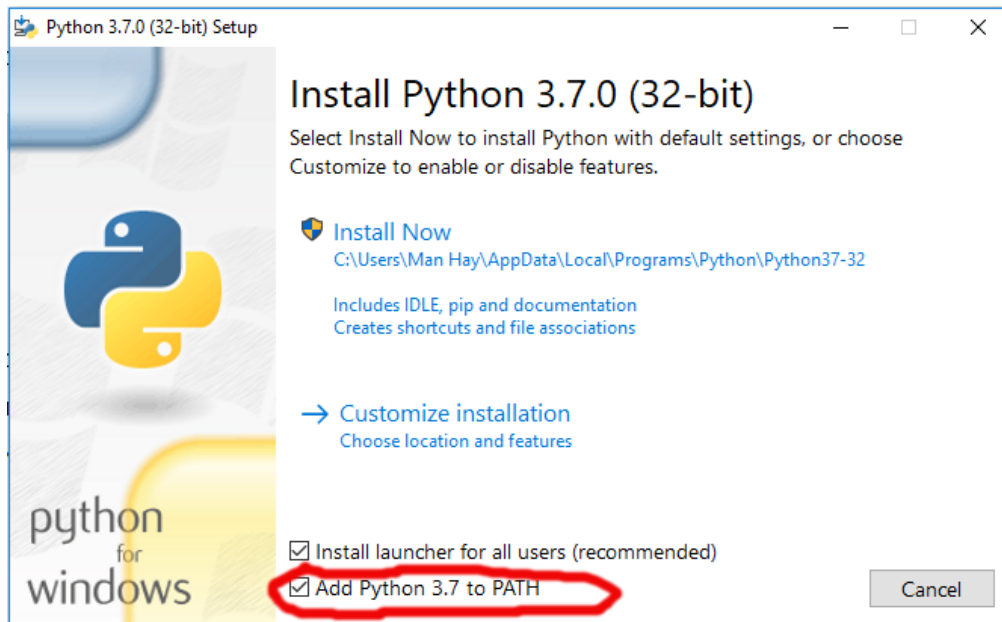 Python 3.7.0 (32-bit) Setup
Install Python 3.7.0 (32-bit)
Select Install Now to install Python with default settings, or choose
Customize to enable or disable features.
Install Now
C:\Users\Man Hay\AppData\Local\Programs\Python\Python37-32
Includes IDLE, pip and documentation
Creates shortcuts and file associations
Customize installation
Choose location and features
python
for
windows
Install launcher for all users (recommended)
Add Python 3.7 to PATH
Cancel